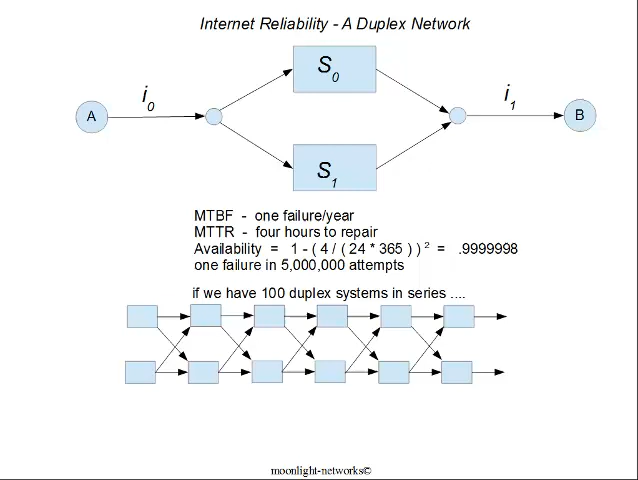 Internet Reliability - A Duplex Network
S0
i0
i1
A
B
S1
MTBF - one failure/year
MTTR - four hours to repair
Availability = 1 - ( 4 / ( 24 * 365 ) ) ² = .9999998
one failure in 5,000,000 attempts
if we have 100 duplex systems in series ....
moonlight-networks©